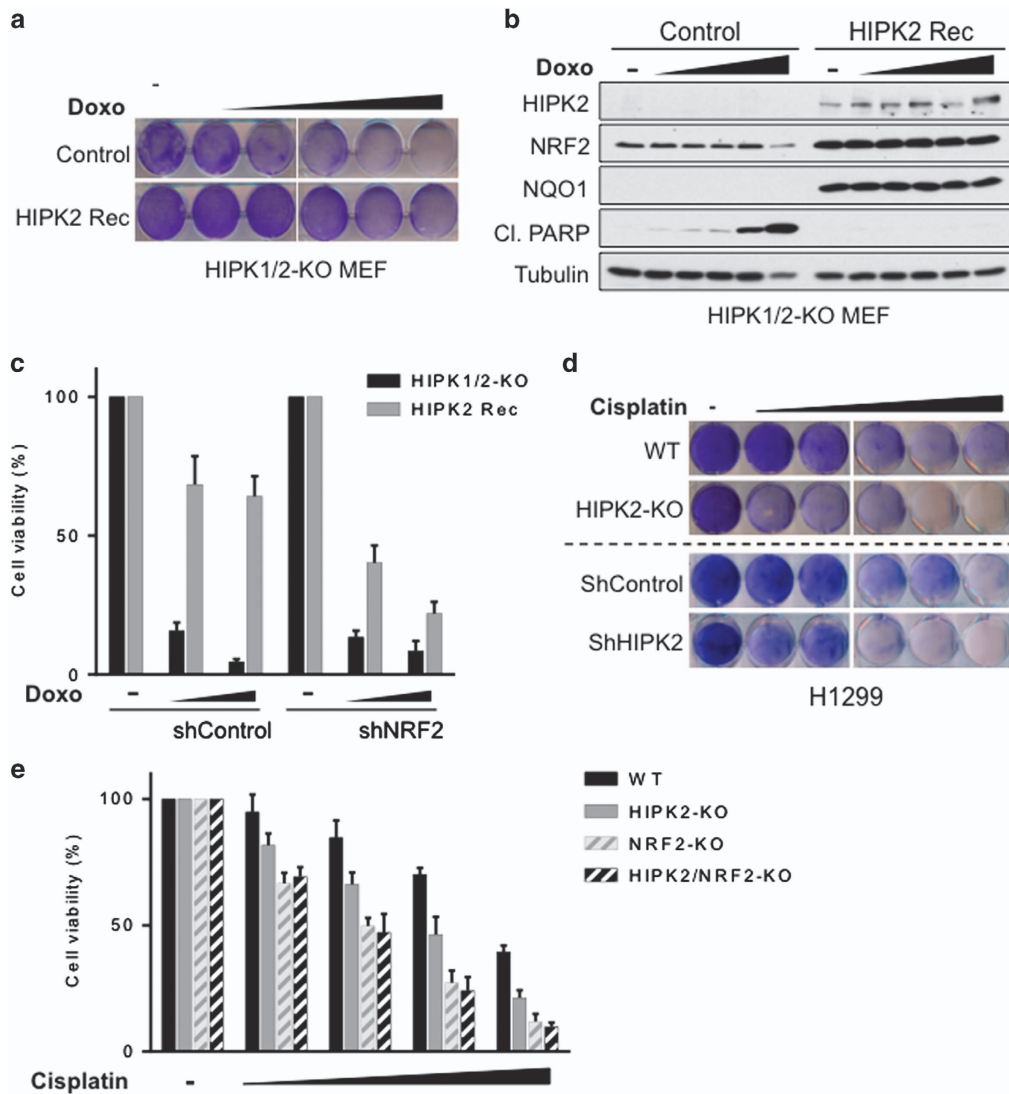 a
-
Doxo
Control
HIPK2 Rec
HIPK1/2-KO MEF
b
Control HIPK2 Rec
Doxo - -
HIPK2
NRF2
NQO1
Cl. PARP
Tubulin
HIPK1/2-KO MEF
c
HIPK1/2-KO
HIPK2 Rec
Cell viability (%)
100
50
0
Doxo - -
shControl shNRF2
d
Cisplatin -
WT
HIPK2-KO
ShControl
ShHIPK2
H1299
e
WT
HIPK2-KO
NRF2-KO
HIPK2/NRF2-KO
Cell viability (%)
100
50
0
Cisplatin -